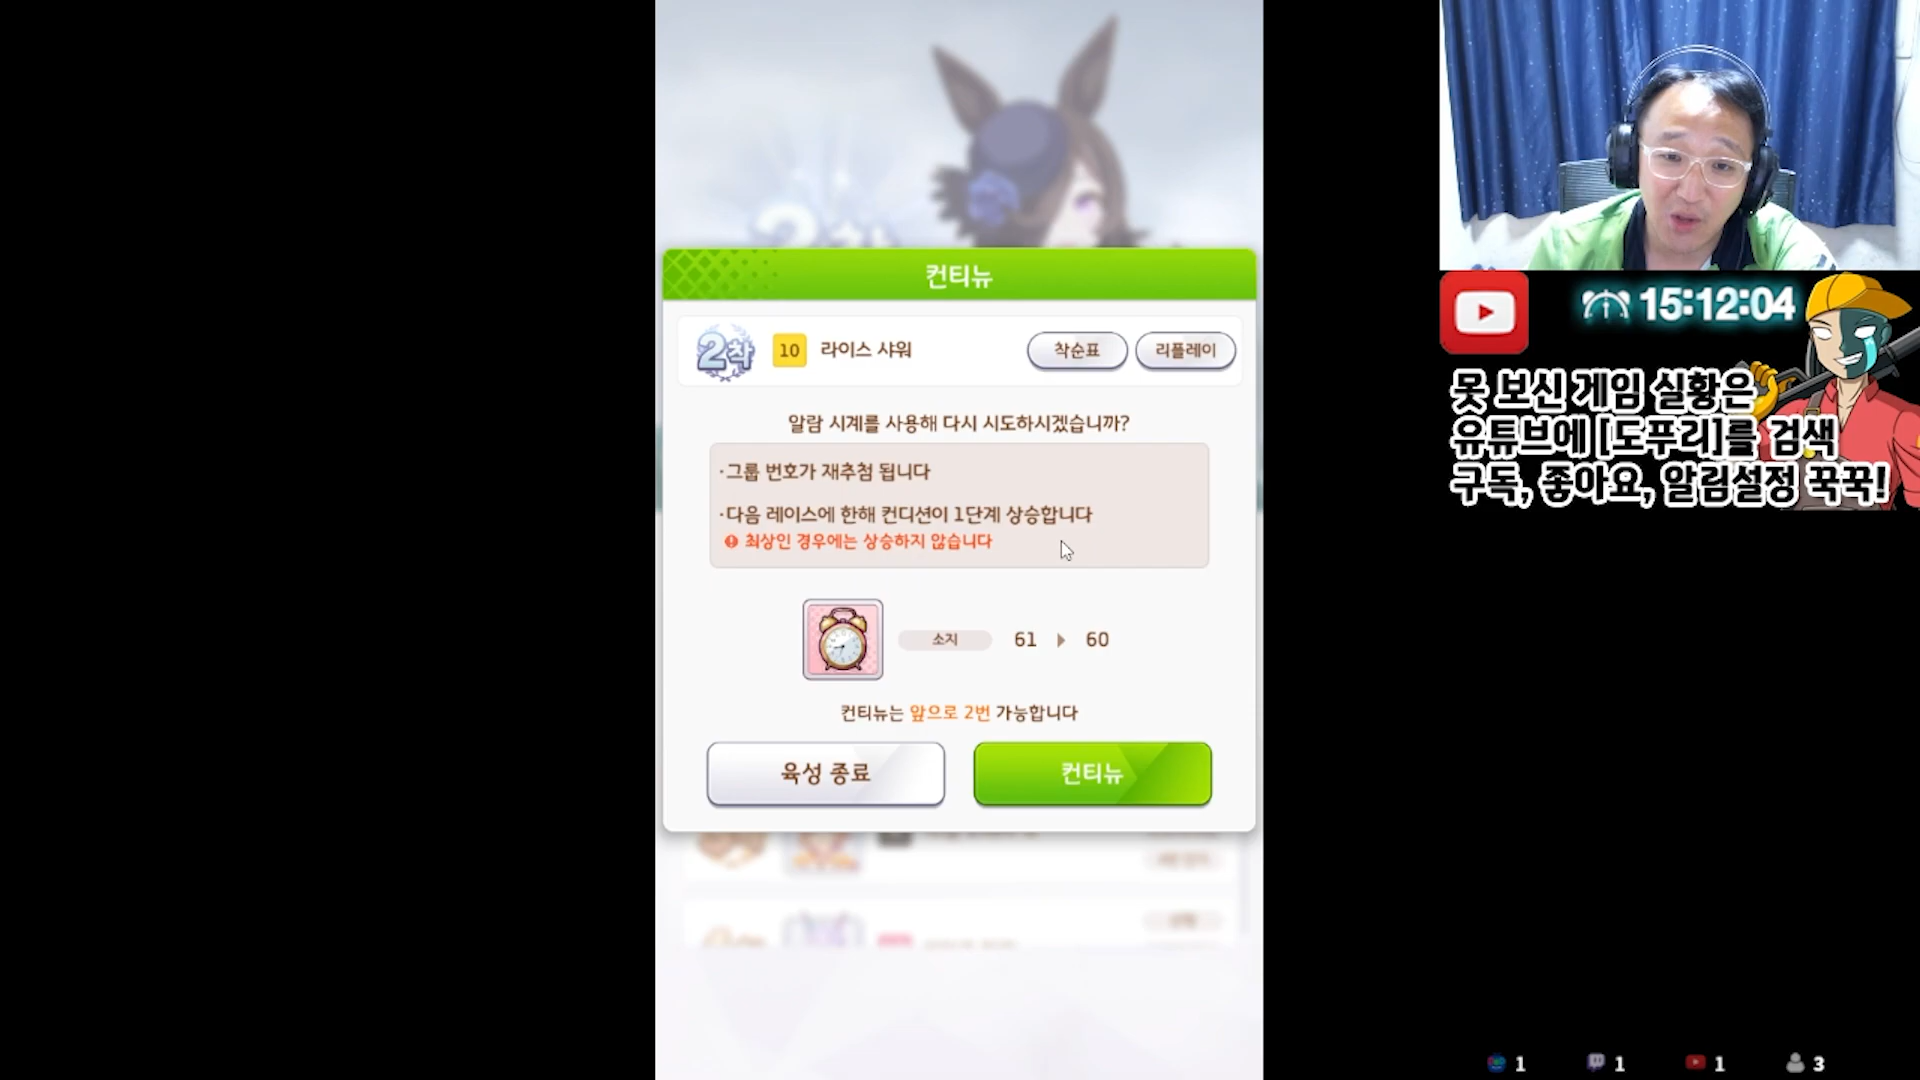 컨티뉴
2착
10 라이스 샤워
착순표
리플레이
알람 시계를 사용해 다시 시도하시겠습니까?
·그룹 번호가 재추첨 됩니다
·다음 레이스에 한해 컨디션이 1단계 상승합니다
최상인 경우에는 상승하지 않습니다
소지 61 60
컨티뉴는 앞으로 2번 가능합니다
육성 종료
컨티뉴
15:12:04
못 보신 게임 실황은
유튜브에 [도푸리]를 검색
구독, 좋아요, 알림설정 꾹꾹!
1 1 1 3